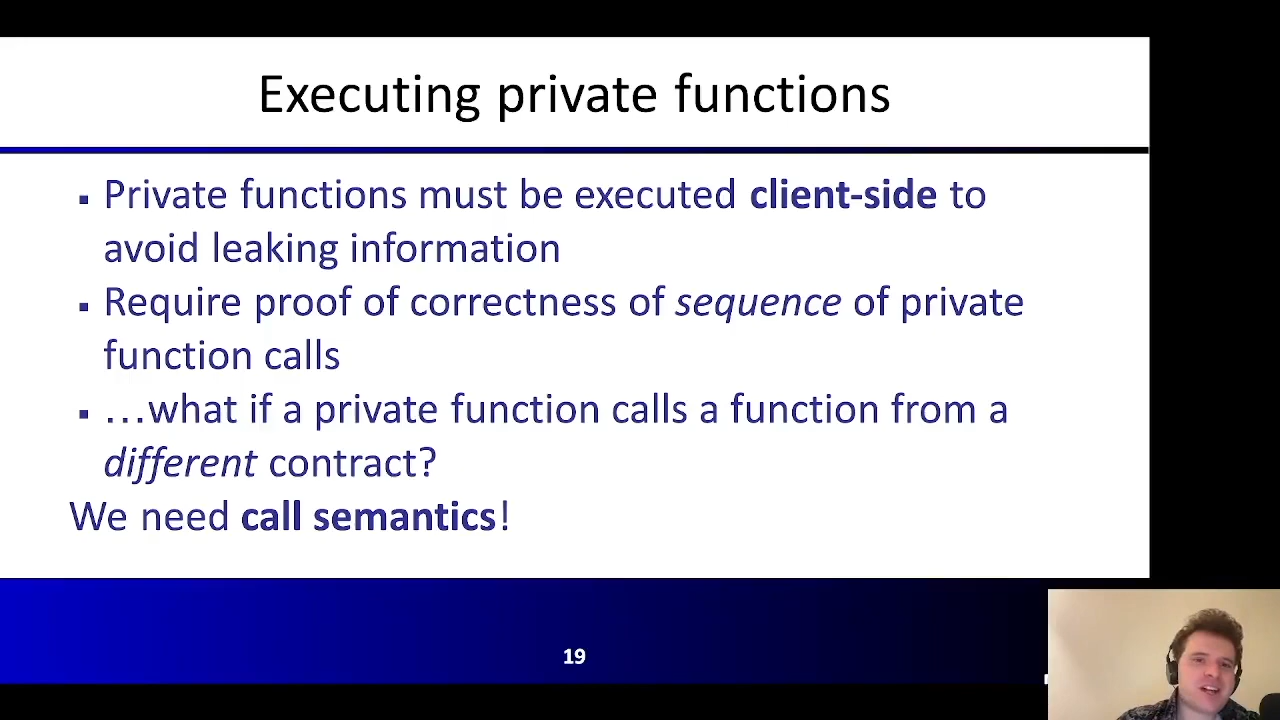 Executing private functions
▪ Private functions must be executed client-side to
avoid leaking information
▪ Require proof of correctness of sequence of private
function calls
▪ …what if a private function calls a function from a
different contract?
We need call semantics!
19